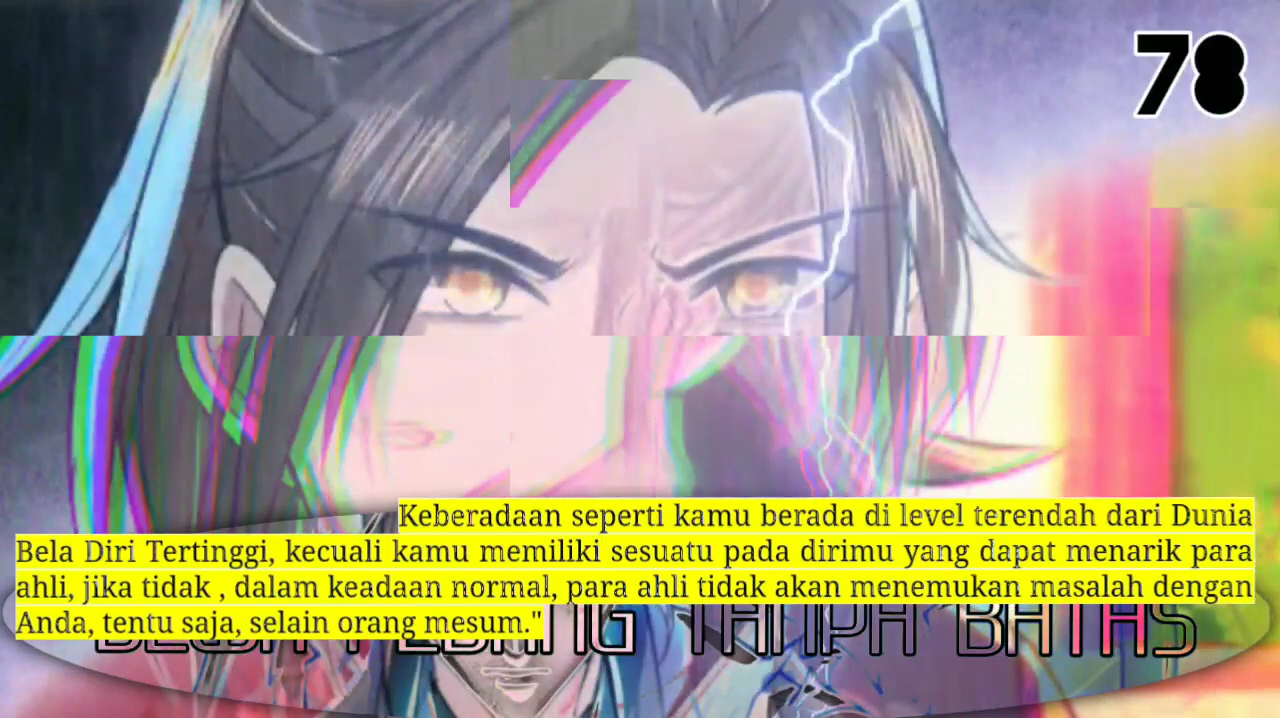 78
Keberadaan seperti kamu berada di level terendah dari Dunia
Bela Diri Tertinggi, kecuali kamu memiliki sesuatu pada dirimu yang dapat menarik para
ahli, jika tidak , dalam keadaan normal, para ahli tidak akan menemukan masalah dengan
Anda, tentu saja, selain orang mesum."
TANPA BATAS